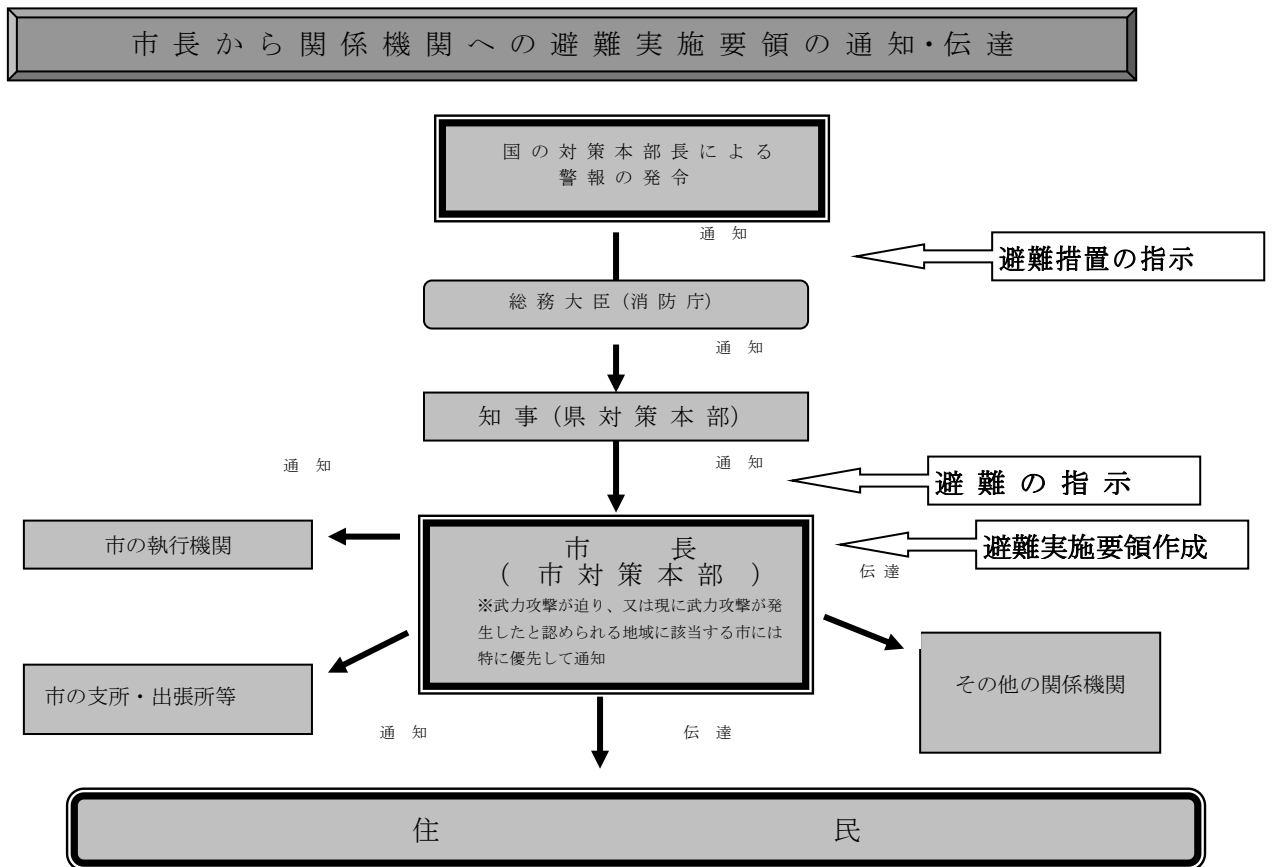 市長から関係機関への避難実施要領の通知・伝達
国の対策本部長による
警報の発令
通知
避難措置の指示
総務大臣（消防庁）
通知
知事（県対策本部）
通知
通知
避難の指示
市の執行機関
市長
（市対策本部）
※武力攻撃が迫り、又は現に武力攻撃が発
生したと認められる地域に該当する市には
特に優先して通知
避難実施要領作成
伝達
市の支所・出張所等
その他の関係機関
通知
伝達
住民